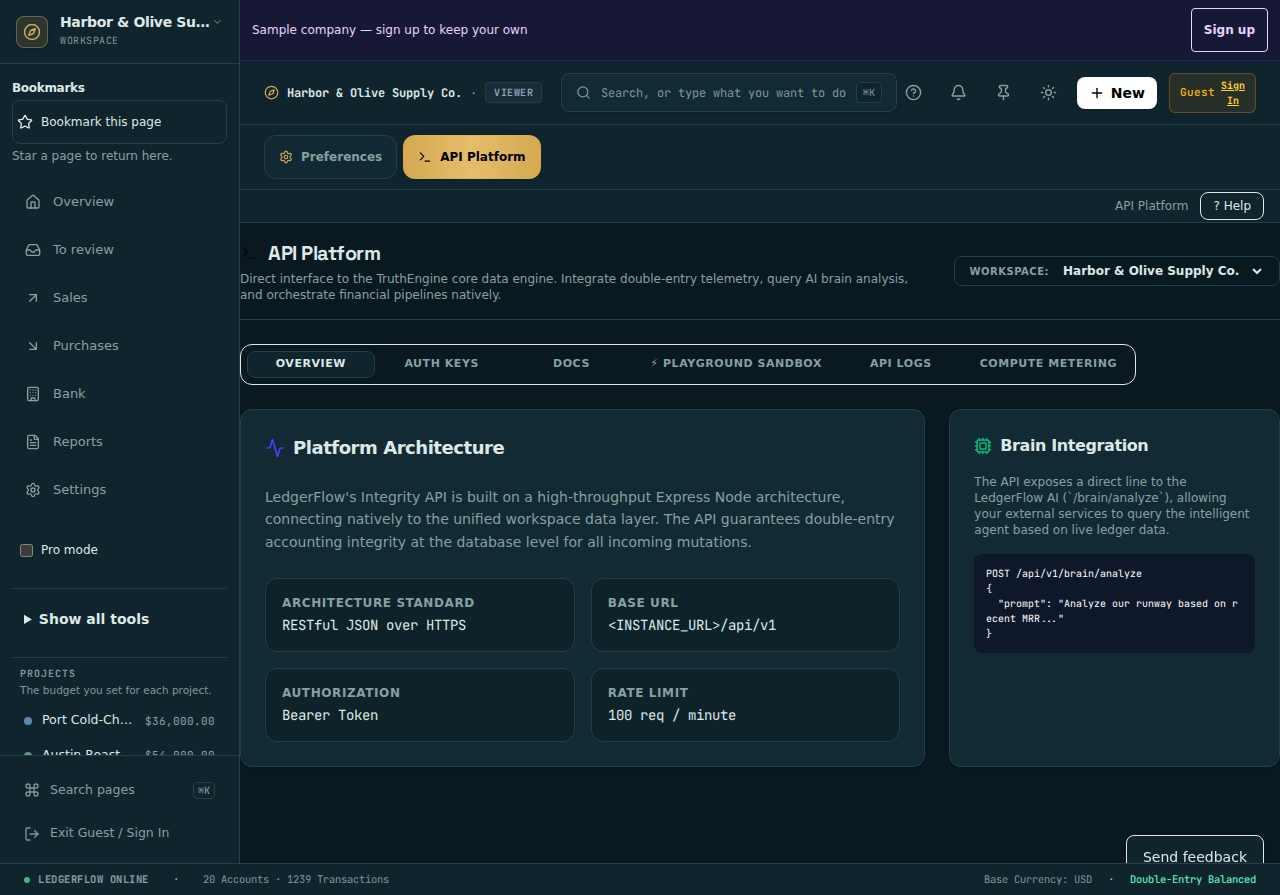 Harbor & Olive Su...
WORKSPACE
Sample company — sign up to keep your own
Sign up
Harbor & Olive Supply Co. · VIEWER
Search, or type what you want to do ⌘K
New
Guest Sign In
Bookmarks
Bookmark this page
Star a page to return here.
Overview
To review
Sales
Purchases
Bank
Reports
Settings
Pro mode
Show all tools
PROJECTS
The budget you set for each project.
Port Cold-Ch... $36,000.00
Austin Roast... $54,000.00
Search pages ⌘K
Exit Guest / Sign In
Preferences
API Platform
API Platform
? Help
API Platform
Direct interface to the TruthEngine core data engine. Integrate double-entry telemetry, query AI brain analysis,
and orchestrate financial pipelines natively.
WORKSPACE: Harbor & Olive Supply Co.
OVERVIEW
AUTH KEYS
DOCS
⚡ PLAYGROUND SANDBOX
API LOGS
COMPUTE METERING
Platform Architecture
LedgerFlow's Integrity API is built on a high-throughput Express Node architecture,
connecting natively to the unified workspace data layer. The API guarantees double-entry
accounting integrity at the database level for all incoming mutations.
ARCHITECTURE STANDARD
RESTful JSON over HTTPS
BASE URL
<INSTANCE_URL>/api/v1
AUTHORIZATION
Bearer Token
RATE LIMIT
100 req / minute
Brain Integration
The API exposes a direct line to the
LedgerFlow AI (`/brain/analyze`), allowing
your external services to query the intelligent
agent based on live ledger data.
POST /api/v1/brain/analyze
{
"prompt": "Analyze our runway based on r
ecent MRR..."
}
Send feedback
LEDGERFLOW ONLINE · 20 Accounts · 1239 Transactions
Base Currency: USD · Double-Entry Balanced